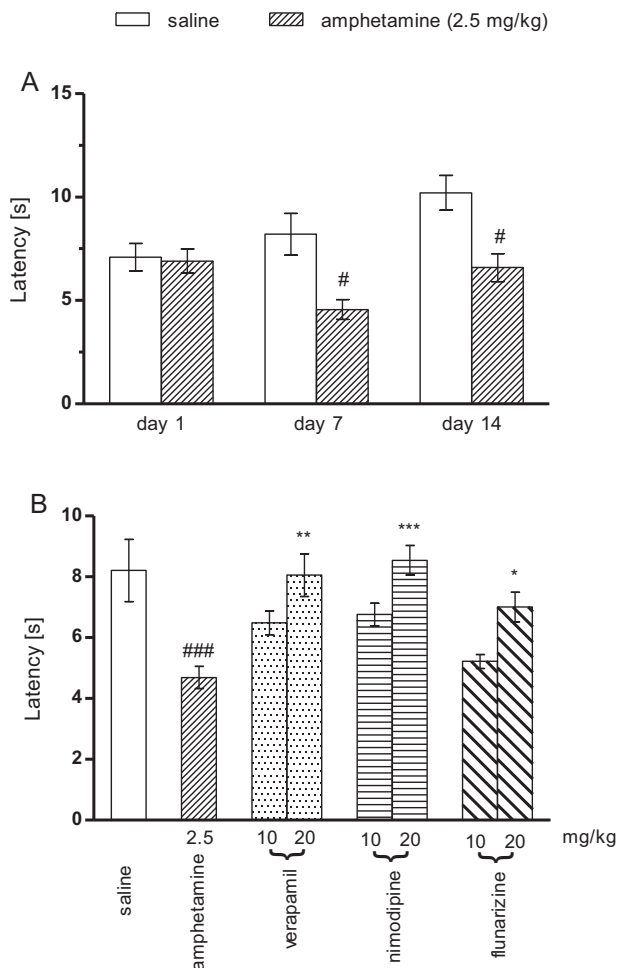 saline amphetamine (2.5 mg/kg)
A
Latency [s]
15
10
5
0
#
#
day 1 day 7 day 14
B
Latency [s]
10
8
6
4
2
0
###
**
***
*
2.5 10 20 10 20 10 20 mg/kg
saline
amphetamine
verapamil
nimodipine
flunarizine